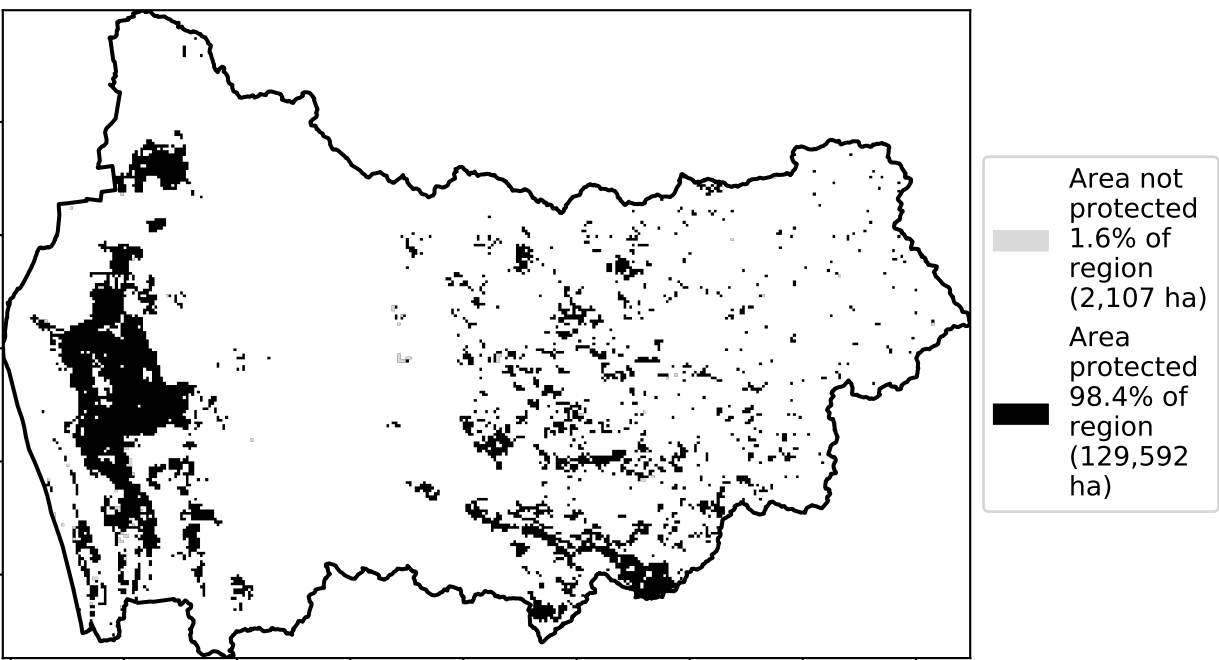 Area not
protected
1.6% of
region
(2,107 ha)
Area
protected
98.4% of
region
(129,592
ha)